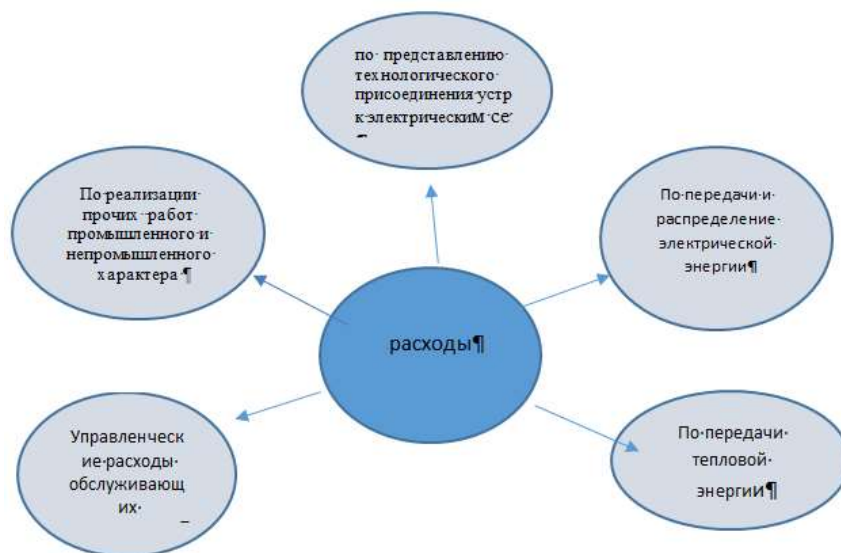 по· представлению·
технологического·
присоединения·устр
к·электрическим·се
¶
По·реализации·
прочих··работ·
промышленного·и·
непромышленного·
характера·¶
По·передачи·и·
распределение·
электрической·
энергии¶
расходы¶
Управленческ
ие·расходы·
обслуживающ
их·
По·передачи·
тепловой·
энергии¶